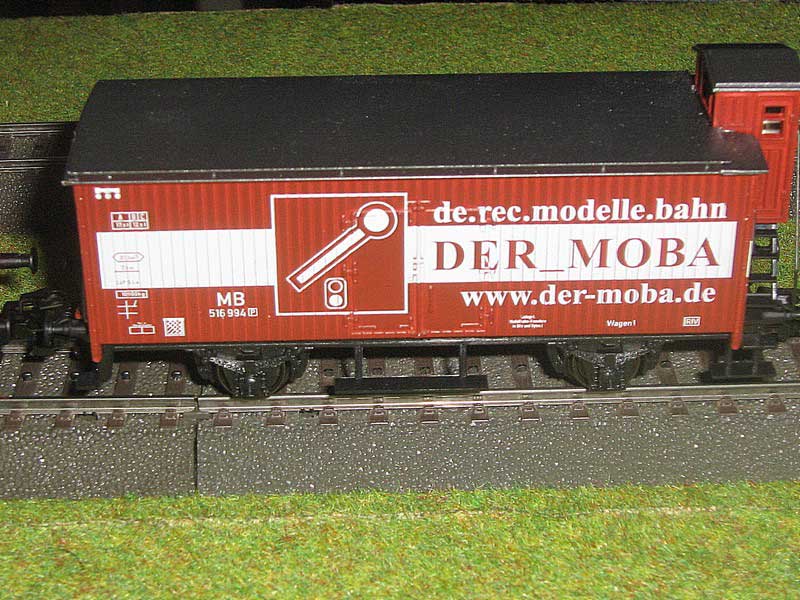 de.rec.modelle.bahn
DER_MOBA
www.der-moba.de
MB
516 994 P
Wagen 1
RIV